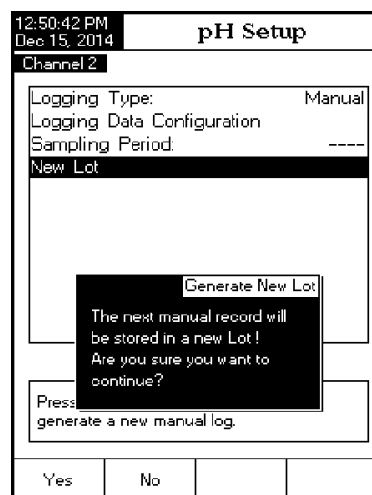 12:50:42 PM
Dec 15, 2014
pH Setup
Channel 2
Logging Type: Manual
Logging Data Configuration
Sampling Period: ----
New Lot
Generate New Lot
The next manual record will
be stored in a new Lot !
Are you sure you want to
continue?
Press
generate a new manual log.
Yes No